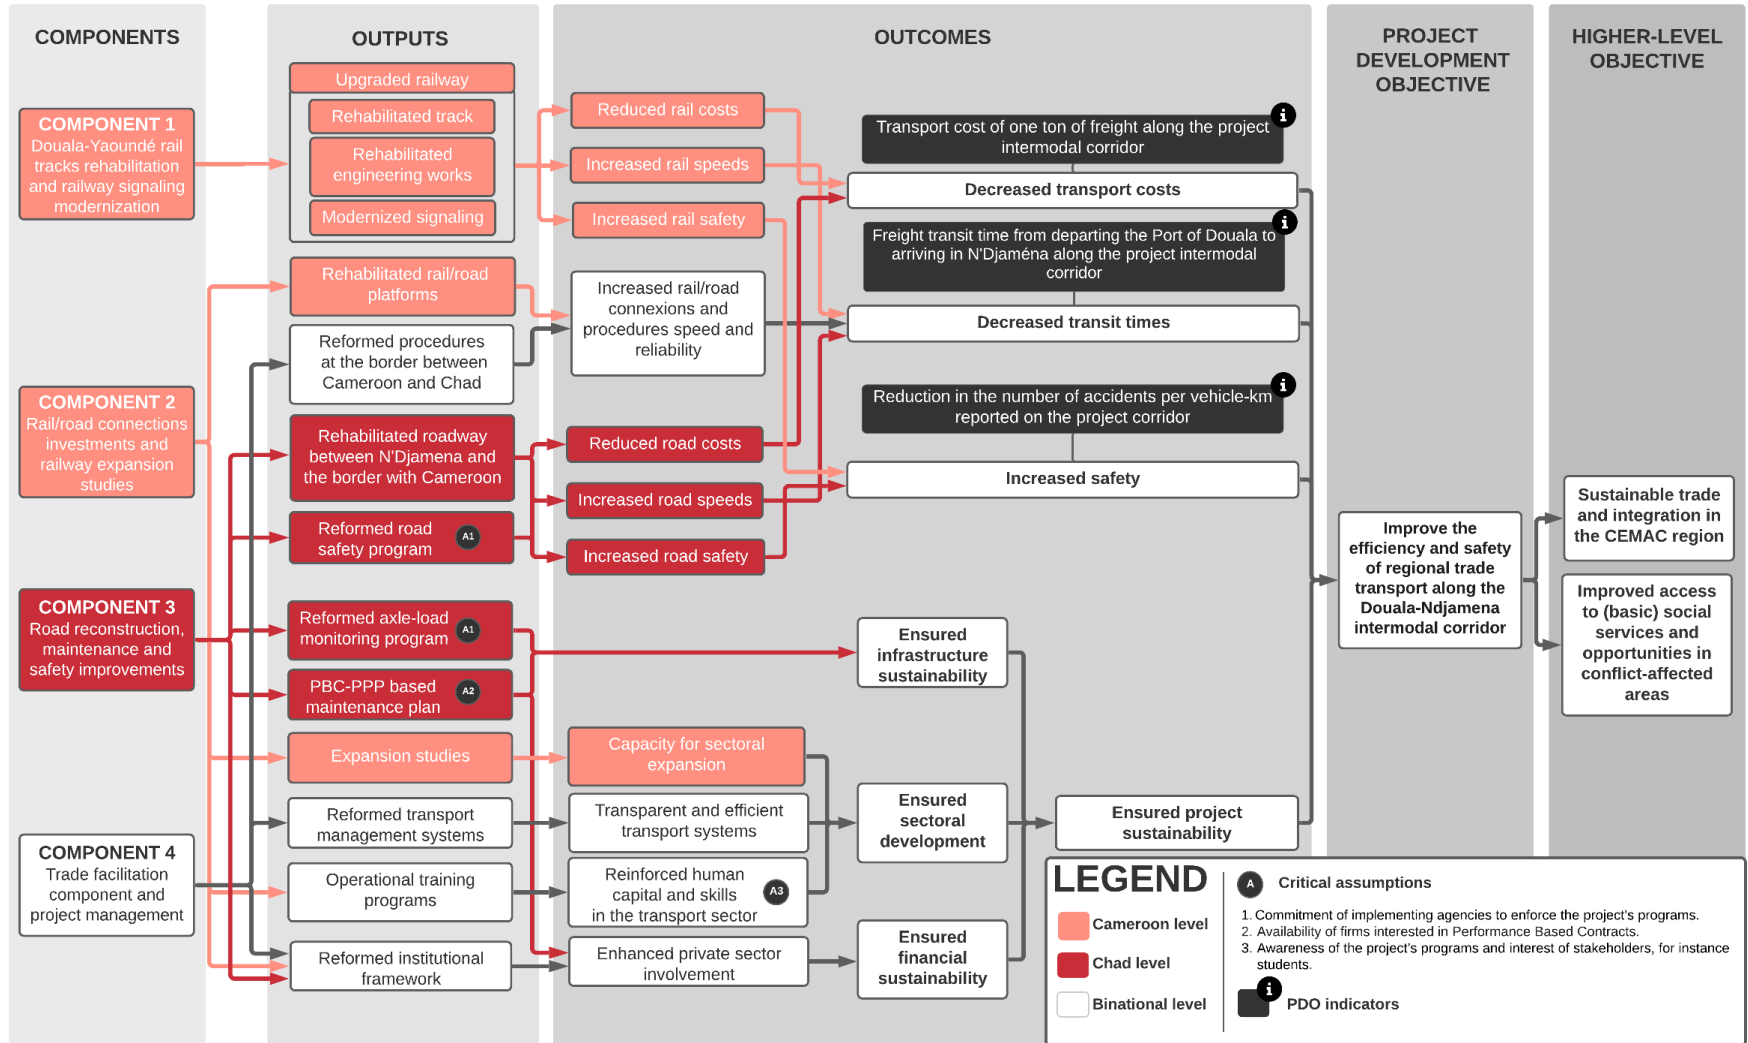 COMPONENTS
OUTPUTS
OUTCOMES
PROJECT
DEVELOPMENT
OBJECTIVE
HIGHER-LEVEL
OBJECTIVE
COMPONENT 1
Douala-Yaoundé rail
tracks rehabilitation
and railway signaling
modernization
COMPONENT 2
Rail/road connections
investments and
railway expansion
studies
COMPONENT 3
Road reconstruction,
maintenance and
safety improvements
COMPONENT 4
Trade facilitation
component and
project management
Upgraded railway
Rehabilitated track
Rehabilitated
engineering works
Modernized signaling
Rehabilitated rail/road
platforms
Reformed procedures
at the border between
Cameroon and Chad
Rehabilitated roadway
between N'Djamena and
the border with Cameroon
Reformed road
safety program
A1
Reformed axle-load
monitoring program
A1
PBC-PPP based
maintenance plan
A2
Expansion studies
Reformed transport
management systems
Operational training
programs
Reformed institutional
framework
Reduced rail costs
Increased rail speeds
Increased rail safety
Increased rail/road
connexions and
procedures speed and
reliability
Reduced road costs
Increased road speeds
Increased road safety
Capacity for sectoral
expansion
Transparent and efficient
transport systems
Reinforced human
capital and skills
in the transport sector
A3
Enhanced private sector
involvement
Transport cost of one ton of freight along the project
intermodal corridor
i
Decreased transport costs
Freight transit time from departing the Port of Douala to
arriving in N'Djaména along the project intermodal
corridor
i
Decreased transit times
Reduction in the number of accidents per vehicle-km
reported on the project corridor
i
Increased safety
Ensured
infrastructure
sustainability
Ensured
sectoral
development
Ensured
financial
sustainability
Ensured project
sustainability
Improve the
efficiency and safety
of regional trade
transport along the
Douala-Ndjamena
intermodal corridor
Sustainable trade
and integration in
the CEMAC region
Improved access
to (basic) social
services and
opportunities in
conflict-affected
areas
LEGEND
Cameroon level
Chad level
Binational level
A
Critical assumptions
1. Commitment of implementing agencies to enforce the project's programs.
2. Availability of firms interested in Performance Based Contracts.
3. Awareness of the project's programs and interest of stakeholders, for instance
students.
i
PDO indicators